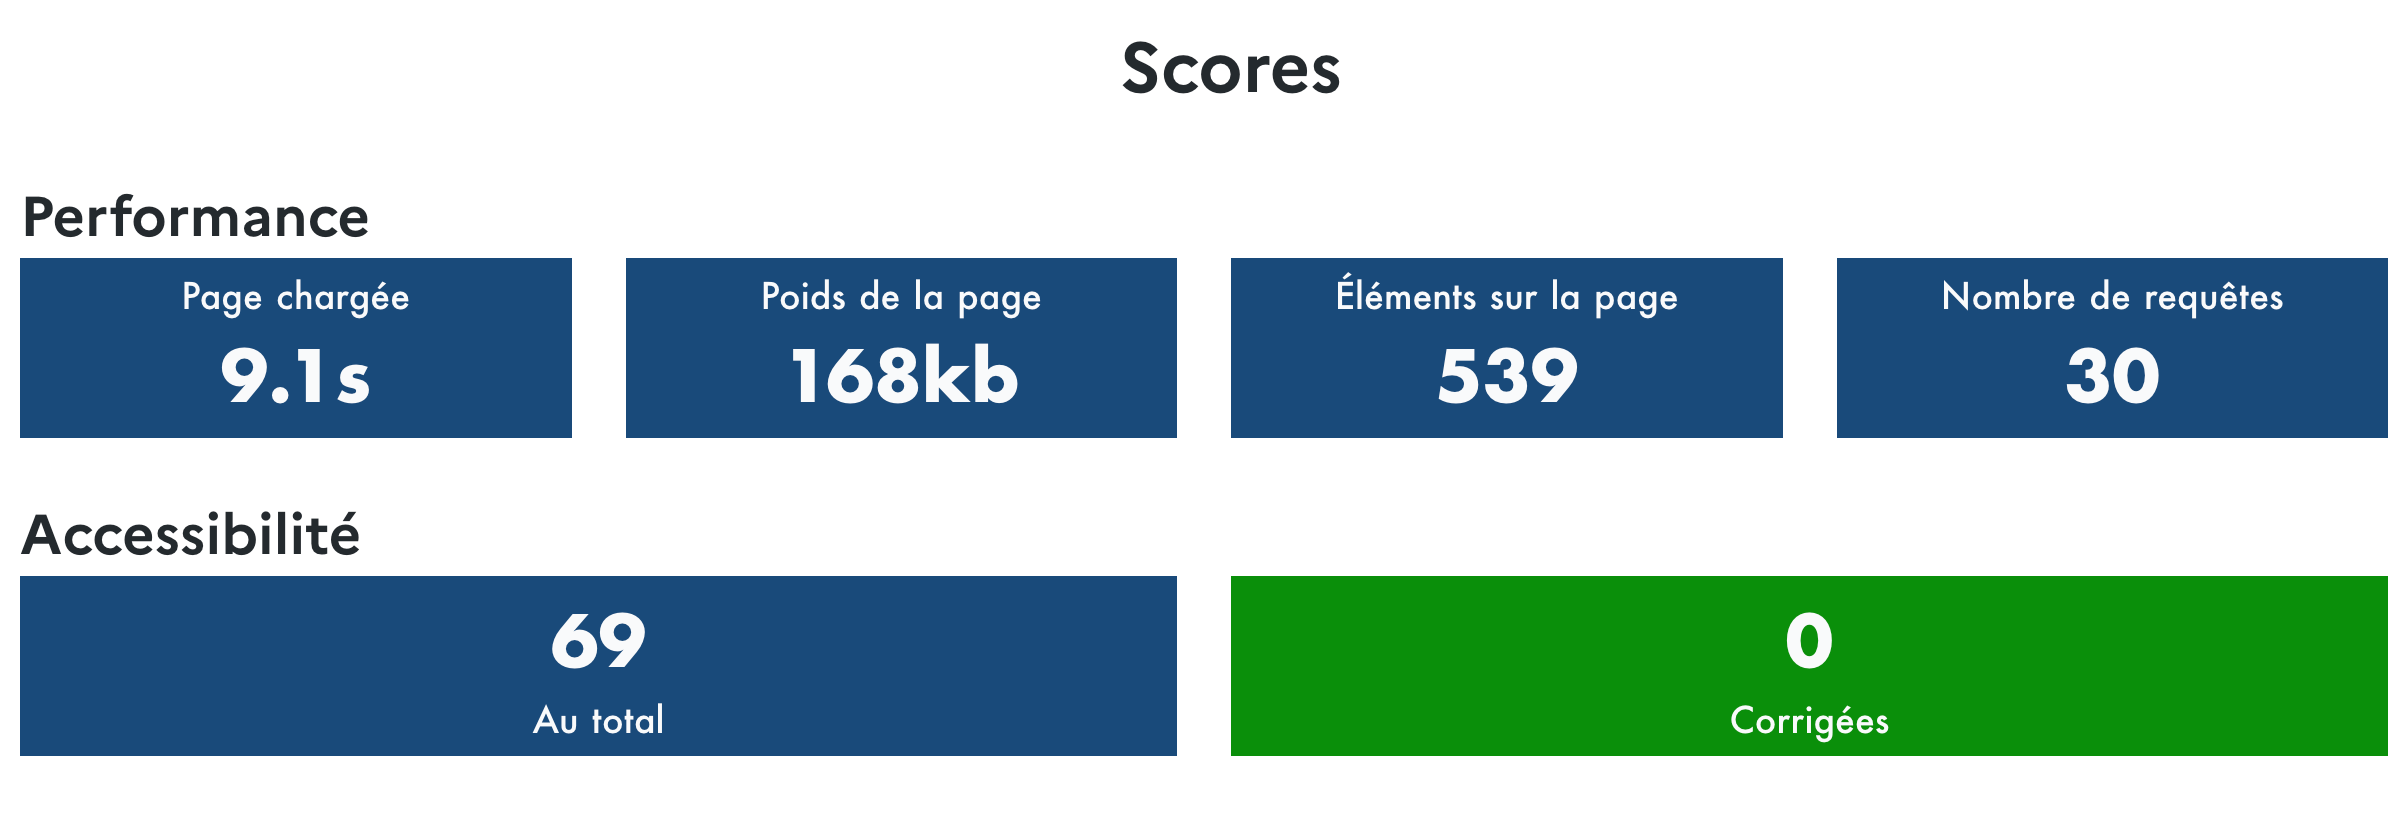 Scores
Performance
Page chargée
9.1s
Poids de la page
168kb
Éléments sur la page
539
Nombre de requêtes
30
Accessibilité
69
Au total
0
Corrigées